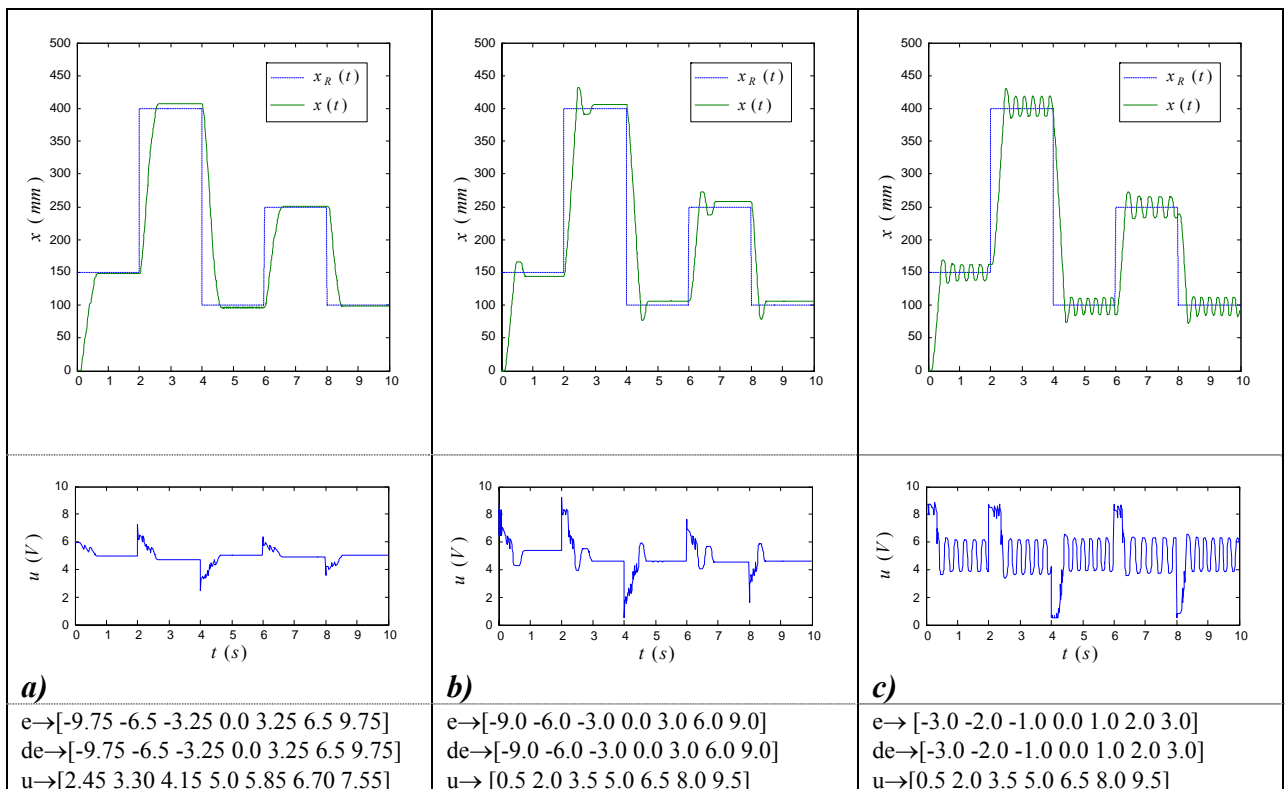 500
450
400
350
300
250
200
150
100
50
0
x (mm)
x_R (t)
x (t)
0 1 2 3 4 5 6 7 8 9 10
10
8
6
4
2
0
u (V)
0 1 2 3 4 5 6 7 8 9 10
t (s)
a)
e→[-9.75 -6.5 -3.25 0.0 3.25 6.5 9.75]
de→[-9.75 -6.5 -3.25 0.0 3.25 6.5 9.75]
u→[2.45 3.30 4.15 5.0 5.85 6.70 7.55]
500
450
400
350
300
250
200
150
100
50
0
x (mm)
x_R (t)
x (t)
0 1 2 3 4 5 6 7 8 9 10
10
8
6
4
2
0
u (V)
0 1 2 3 4 5 6 7 8 9 10
t (s)
b)
e→[-9.0 -6.0 -3.0 0.0 3.0 6.0 9.0]
de→[-9.0 -6.0 -3.0 0.0 3.0 6.0 9.0]
u→ [0.5 2.0 3.5 5.0 6.5 8.0 9.5]
500
450
400
350
300
250
200
150
100
50
0
x (mm)
x_R (t)
x (t)
0 1 2 3 4 5 6 7 8 9 10
10
8
6
4
2
0
u (V)
0 1 2 3 4 5 6 7 8 9 10
t (s)
c)
e→ [-3.0 -2.0 -1.0 0.0 1.0 2.0 3.0]
de→[-3.0 -2.0 -1.0 0.0 1.0 2.0 3.0]
u→[0.5 2.0 3.5 5.0 6.5 8.0 9.5]